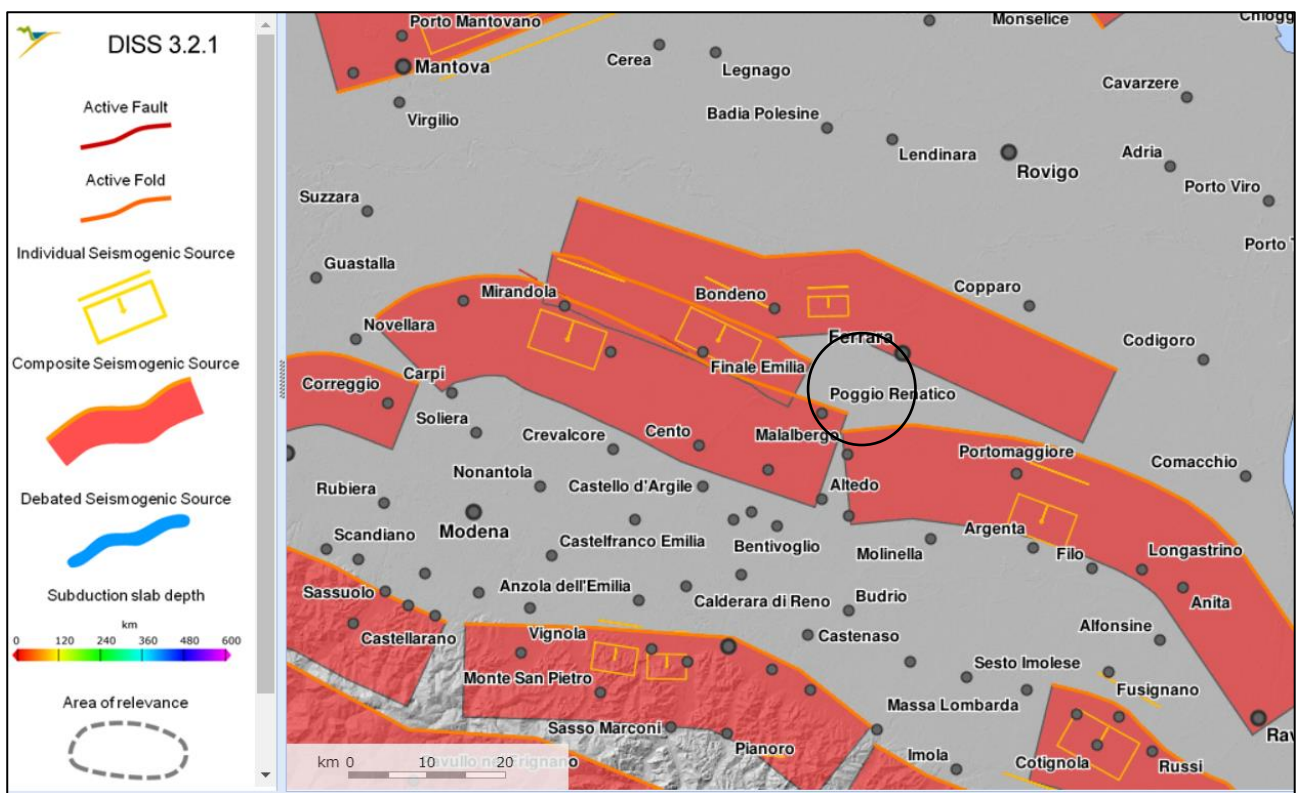 DISS 3.2.1
Active Fault
Active Fold
Individual Seismogenic Source
Composite Seismogenic Source
Debated Seismogenic Source
Subduction slab depth
km
0 120 240 360 480 600
Area of relevance
Porto Mantovano
Monselice
Mantova
Cerea
Legnago
Cavarzere
Virgilio
Badia Polesine
Lendinara
Rovigo
Adria
Porto Viro
Suzzara
Porto
Guastalla
Mirandola
Bondeno
Copparo
Novellara
Ferrara
Codigoro
Finale Emilia
Correggio
Carpi
Poggio Renatico
Soliera
Crevalcore
Cento
Malalbergo
Portomaggiore
Comacchio
Nonantola
Castello d'Argile
Altedo
Rubiera
Modena
Argenta
Scandiano
Castelfranco Emilia
Bentivoglio
Molinella
Filo
Longastrino
Sassuolo
Anzola dell'Emilia
Calderara di Reno
Budrio
Anita
Castellarano
Vignola
Castenaso
Alfonsine
Monte San Pietro
Sesto Imolese
Fusignano
Massa Lombarda
Sasso Marconi
Pianoro
Imola
Cotignola
Russi
Rav
km 0 10 20